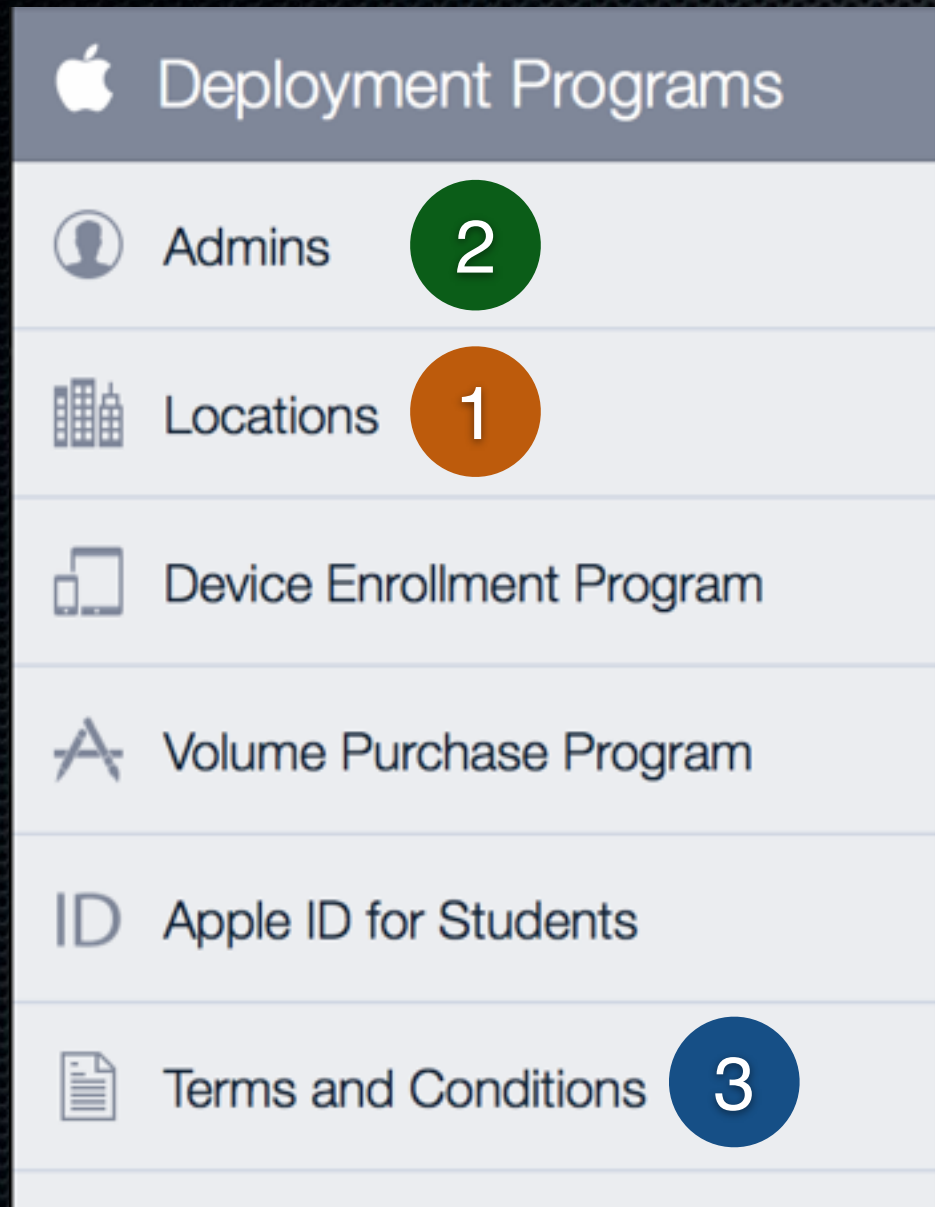 Deployment Programs
Admins 2
Locations 1
Device Enrollment Program
Volume Purchase Program
ID Apple ID for Students
Terms and Conditions 3